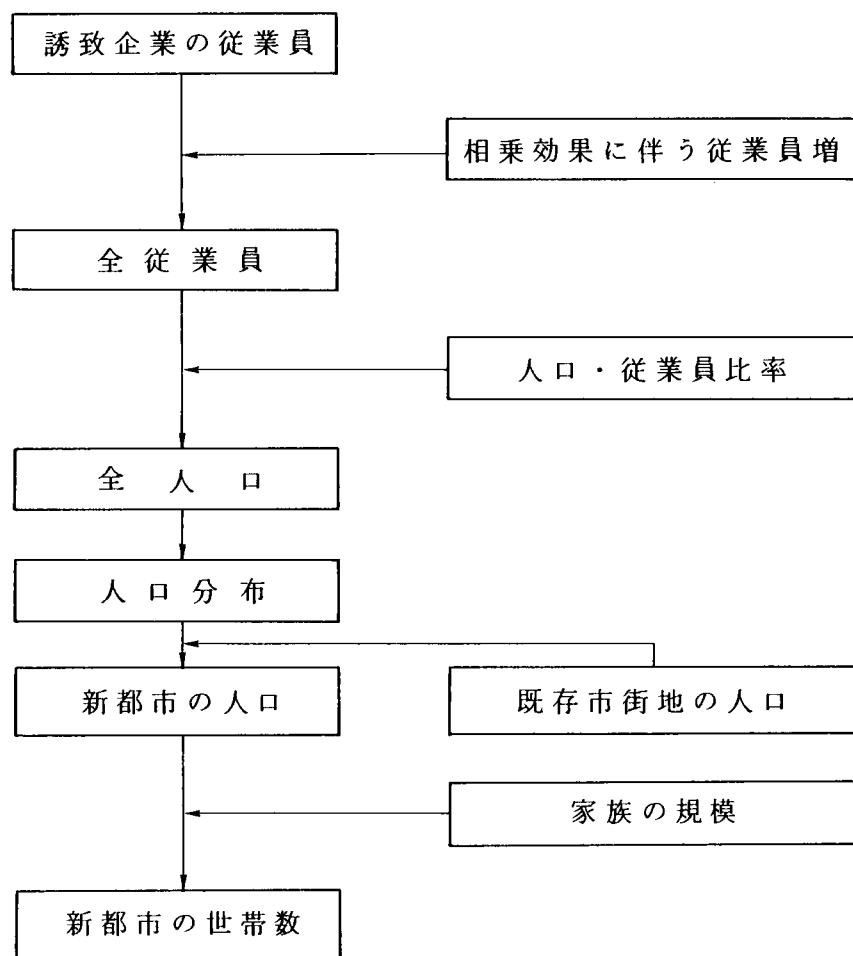 誘致企業の従業員
相乗効果に伴う従業員増
全従業員
人口・従業員比率
全人口
人口分布
新都市の人口
既存市街地の人口
家族の規模
新都市の世帯数